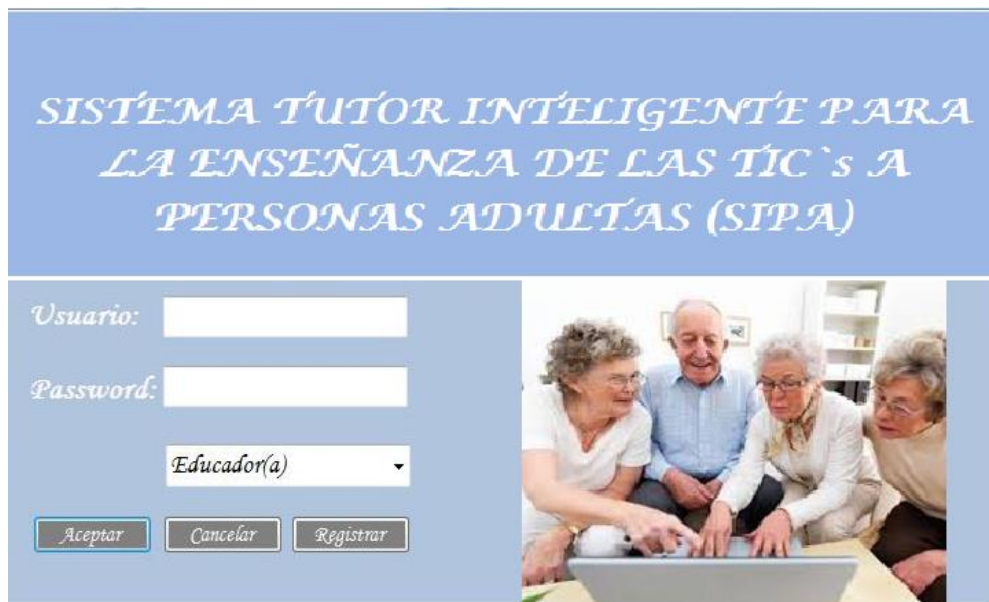 SISTEMA TUTOR INTELIGENTE PARA
LA ENSEÑANZA DE LAS TIC`s A
PERSONAS ADULTAS (SIPA)
Usuario:
Password:
Educador(a)
Aceptar Cancelar Registrar